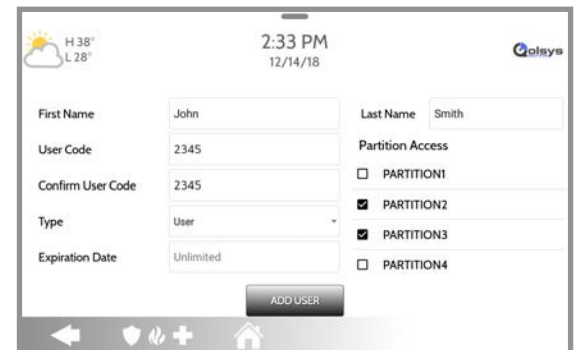 H 38°
L 28°
2:33 PM
12/14/18
Qolsys
First Name John
Last Name Smith
User Code 2345
Partition Access
PARTITION1
Confirm User Code 2345
PARTITION2
Type User
PARTITION3
Expiration Date Unlimited
PARTITION4
ADD USER